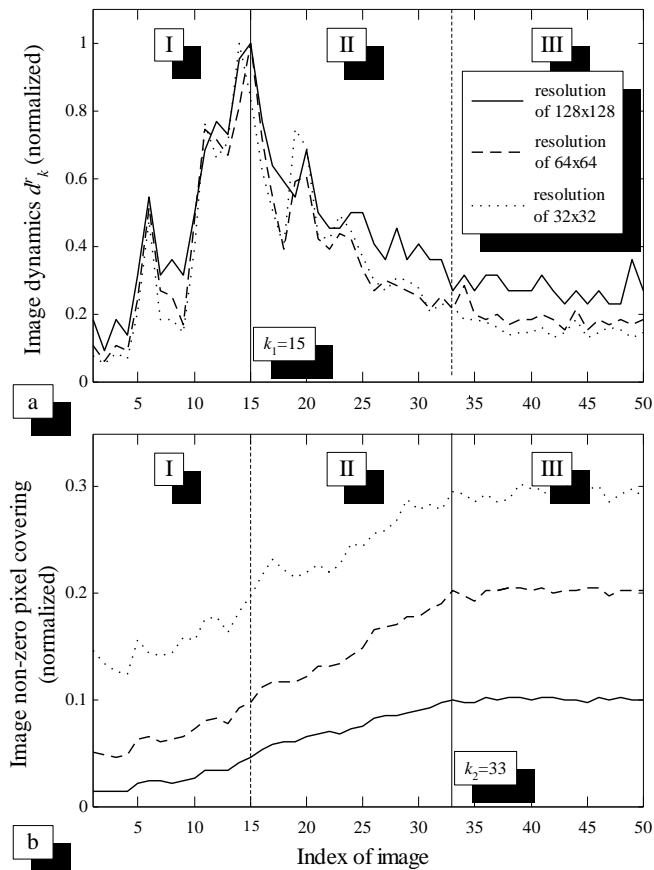 I
II
III
resolution
of 128x128
resolution
of 64x64
resolution
of 32x32
Image dynamics dʳₖ (normalized)
1
0.8
0.6
0.4
0.2
0
k₁=15
5 10 15 20 25 30 35 40 45 50
a
I
II
III
Image non-zero pixel covering
(normalized)
0.3
0.2
0.1
0
k₂=33
5 10 15 20 25 30 35 40 45 50
Index of image
b